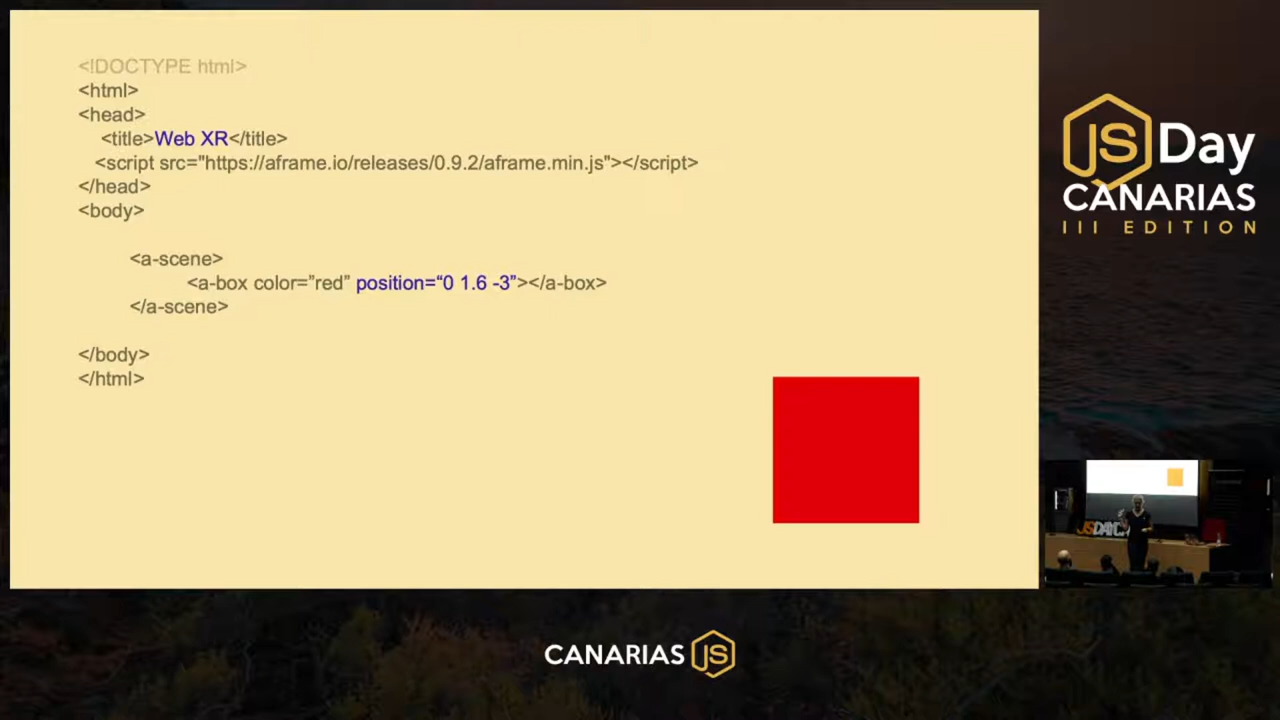 <!DOCTYPE html>
<html>
<head>
<title>Web XR</title>
<script src="https://aframe.io/releases/0.9.2/aframe.min.js"></script>
</head>
<body>
<a-scene>
<a-box color=”red” position=“0 1.6 -3”></a-box>
</a-scene>
</body>
</html>
JS Day
CANARIAS
III EDITION
JSDAYC
CANARIAS JS